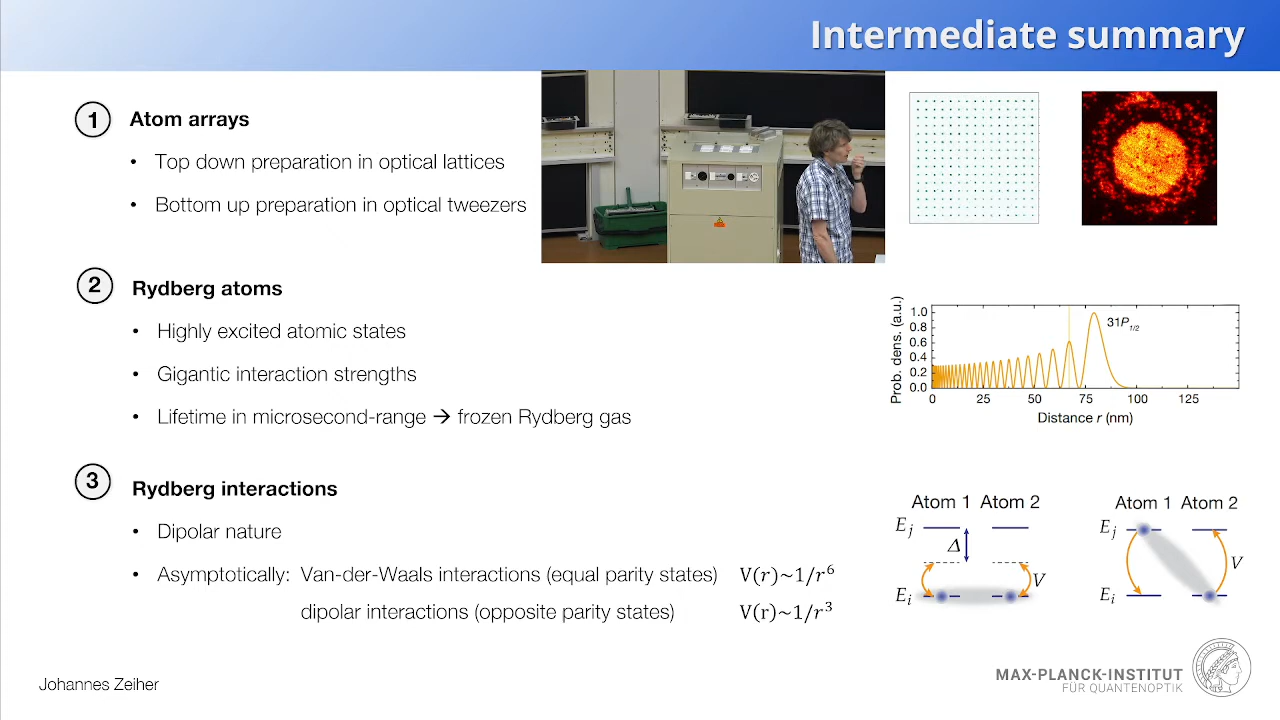 Intermediate summary
1 Atom arrays
• Top down preparation in optical lattices
• Bottom up preparation in optical tweezers
2 Rydberg atoms
• Highly excited atomic states
• Gigantic interaction strengths
• Lifetime in microsecond-range → frozen Rydberg gas
Prob. dens. (a.u.)
1.0
0.8
0.6
0.4
0.2
0.0
31P1/2
0 25 50 75 100 125
Distance r (nm)
3 Rydberg interactions
• Dipolar nature
• Asymptotically: Van-der-Waals interactions (equal parity states) V(r)~1/r⁶
dipolar interactions (opposite parity states) V(r)~1/r³
Atom 1 Atom 2
Ej
Δ
V
Ei
Atom 1 Atom 2
Ej
V
Ei
Johannes Zeiher
MAX-PLANCK-INSTITUT
FÜR QUANTENOPTIK